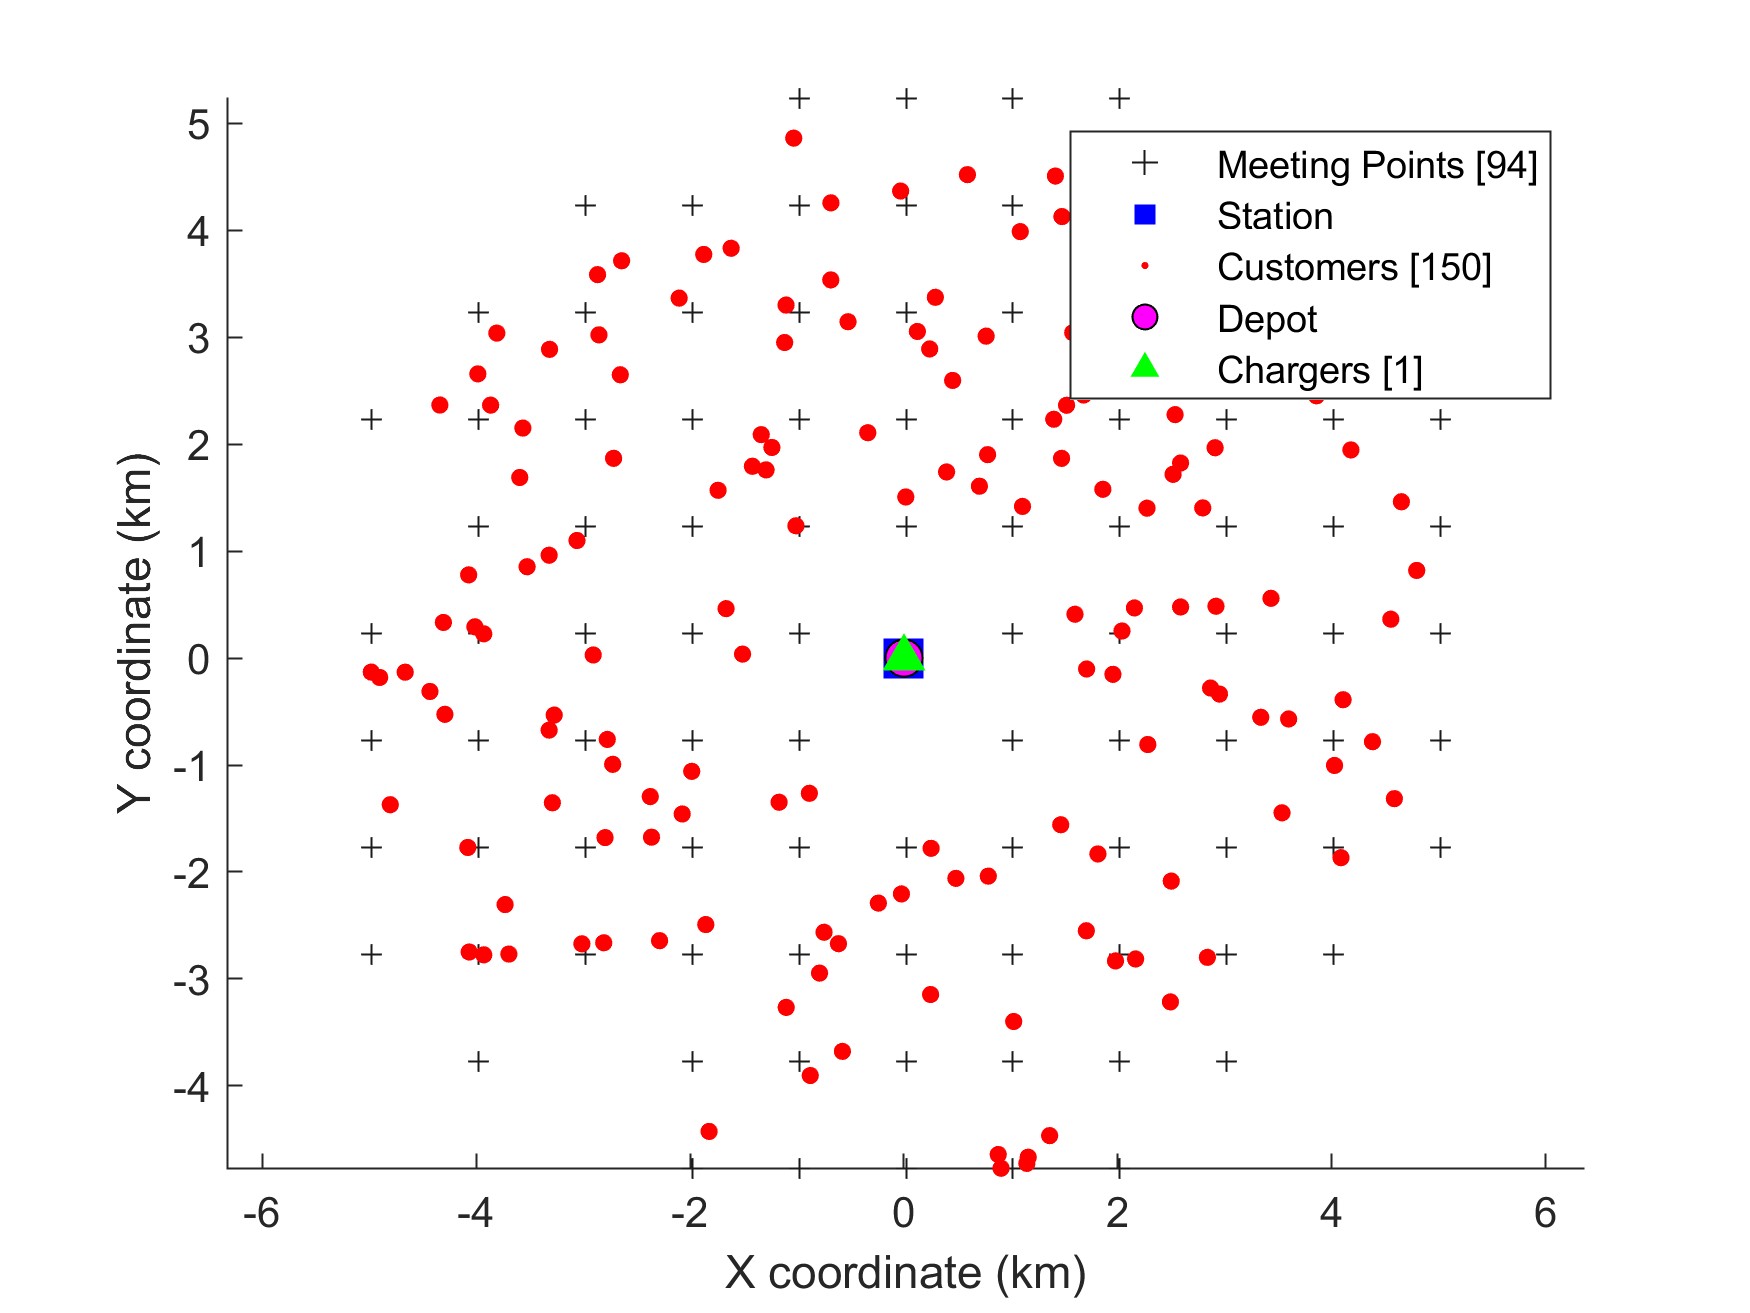 5
4
3
2
1
0
-1
-2
-3
-4
Y coordinate (km)
Meeting Points [94]
Station
Customers [150]
Depot
Chargers [1]
-6 -4 -2 0 2 4 6
X coordinate (km)